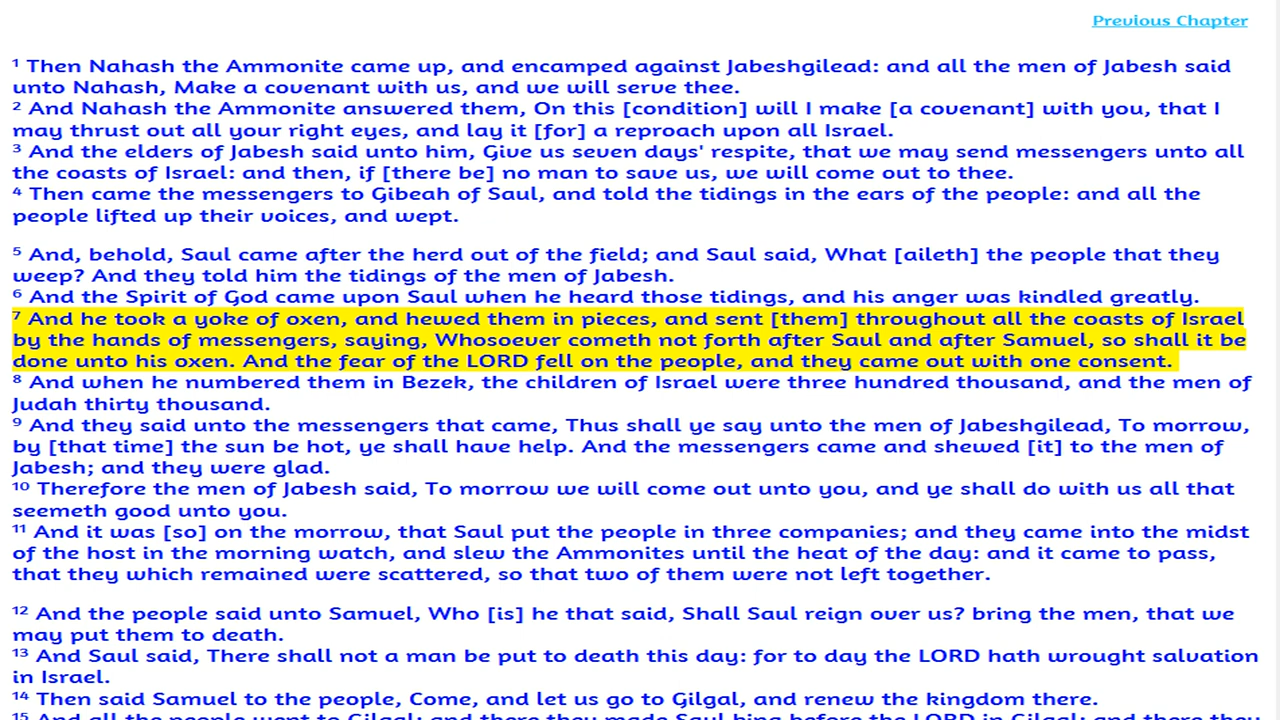 Previous Chapter
¹ Then Nahash the Ammonite came up, and encamped against Jabeshgilead: and all the men of Jabesh said
unto Nahash, Make a covenant with us, and we will serve thee.
² And Nahash the Ammonite answered them, On this [condition] will I make [a covenant] with you, that I
may thrust out all your right eyes, and lay it [for] a reproach upon all Israel.
³ And the elders of Jabesh said unto him, Give us seven days' respite, that we may send messengers unto all
the coasts of Israel: and then, if [there be] no man to save us, we will come out to thee.
⁴ Then came the messengers to Gibeah of Saul, and told the tidings in the ears of the people: and all the
people lifted up their voices, and wept.
⁵ And, behold, Saul came after the herd out of the field; and Saul said, What [aileth] the people that they
weep? And they told him the tidings of the men of Jabesh.
⁶ And the Spirit of God came upon Saul when he heard those tidings, and his anger was kindled greatly.
⁷ And he took a yoke of oxen, and hewed them in pieces, and sent [them] throughout all the coasts of Israel
by the hands of messengers, saying, Whosoever cometh not forth after Saul and after Samuel, so shall it be
done unto his oxen. And the fear of the LORD fell on the people, and they came out with one consent.
⁸ And when he numbered them in Bezek, the children of Israel were three hundred thousand, and the men of
Judah thirty thousand.
⁹ And they said unto the messengers that came, Thus shall ye say unto the men of Jabeshgilead, To morrow,
by [that time] the sun be hot, ye shall have help. And the messengers came and shewed [it] to the men of
Jabesh; and they were glad.
¹⁰ Therefore the men of Jabesh said, To morrow we will come out unto you, and ye shall do with us all that
seemeth good unto you.
¹¹ And it was [so] on the morrow, that Saul put the people in three companies; and they came into the midst
of the host in the morning watch, and slew the Ammonites until the heat of the day: and it came to pass,
that they which remained were scattered, so that two of them were not left together.
¹² And the people said unto Samuel, Who [is] he that said, Shall Saul reign over us? bring the men, that we
may put them to death.
¹³ And Saul said, There shall not a man be put to death this day: for to day the LORD hath wrought salvation
in Israel.
¹⁴ Then said Samuel to the people, Come, and let us go to Gilgal, and renew the kingdom there.
¹⁵ And all the people went to Gilgal; and there they made Saul king before the LORD in Gilgal; and there they